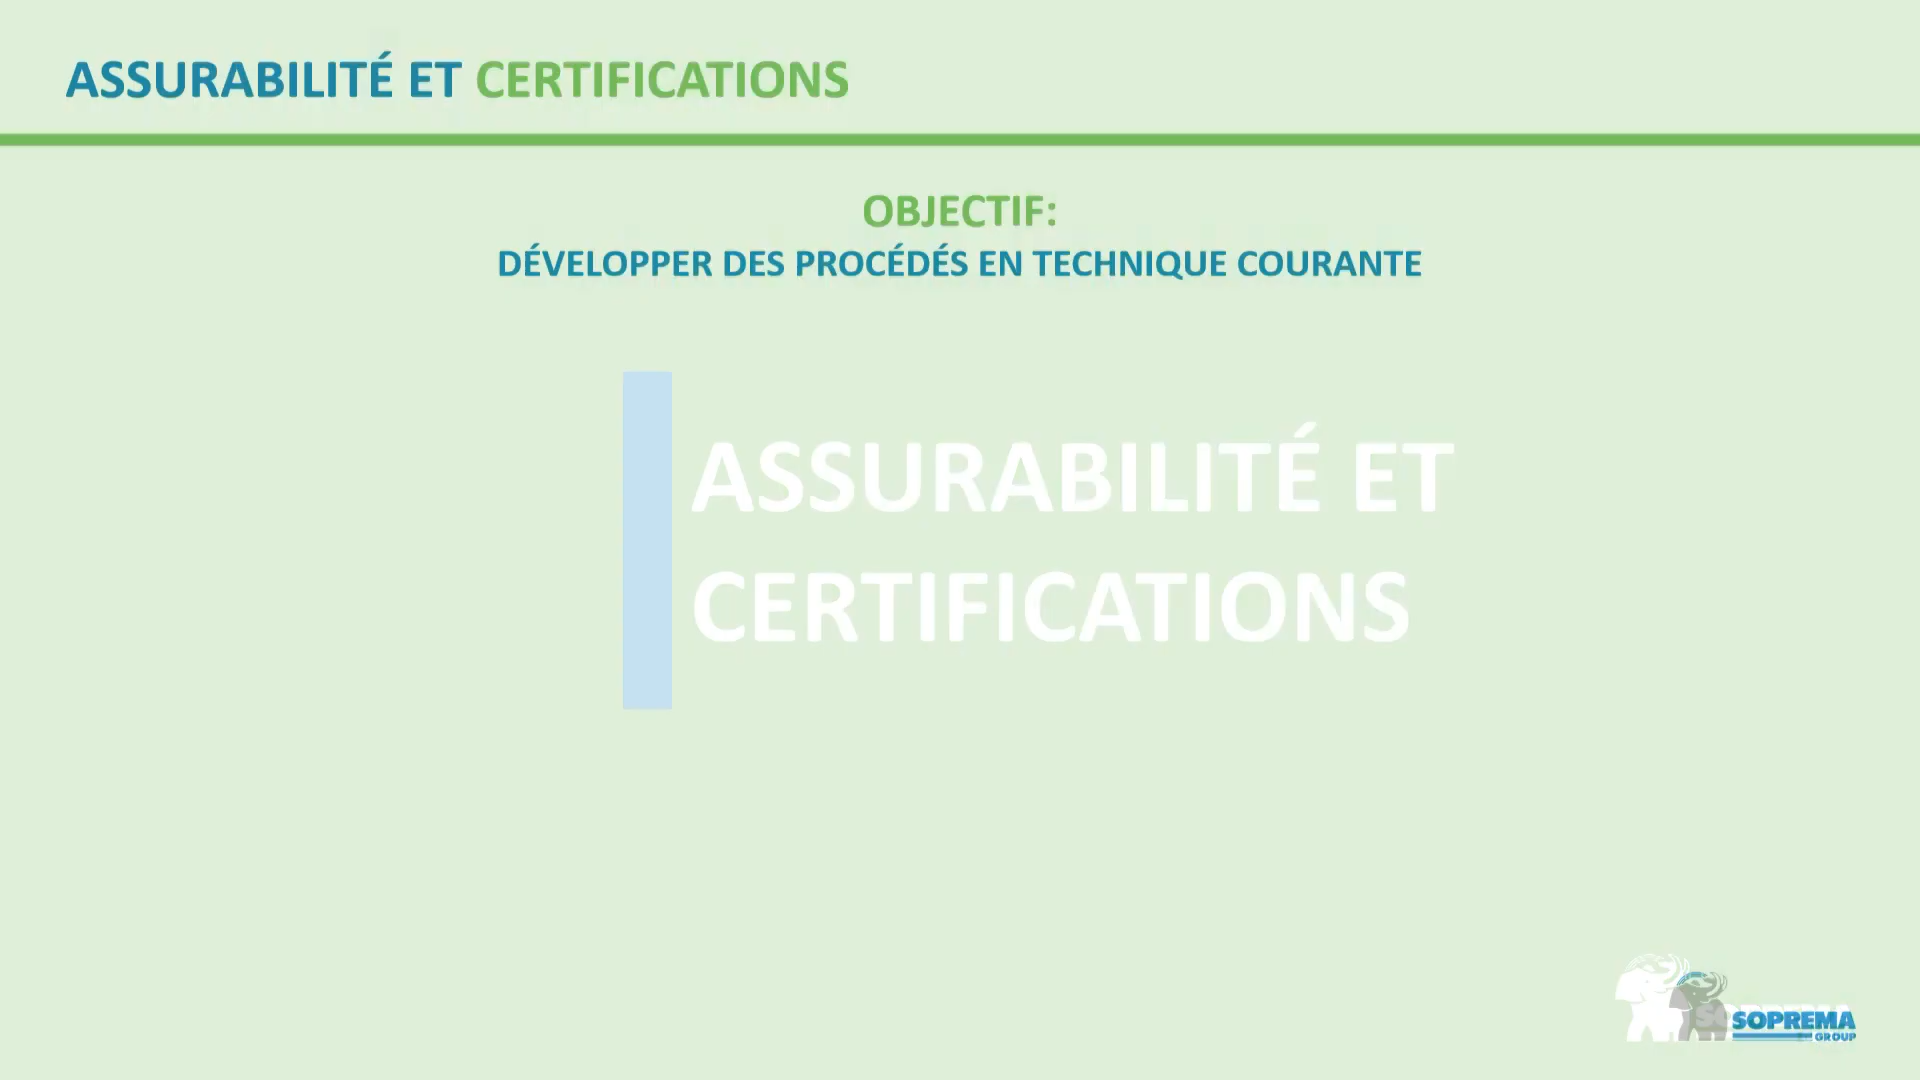 ASSURABILITÉ ET CERTIFICATIONS
OBJECTIF:
DÉVELOPPER DES PROCÉDÉS EN TECHNIQUE COURANTE
ASSURABILITÉ ET
CERTIFICATIONS
SOPREMA
GROUP